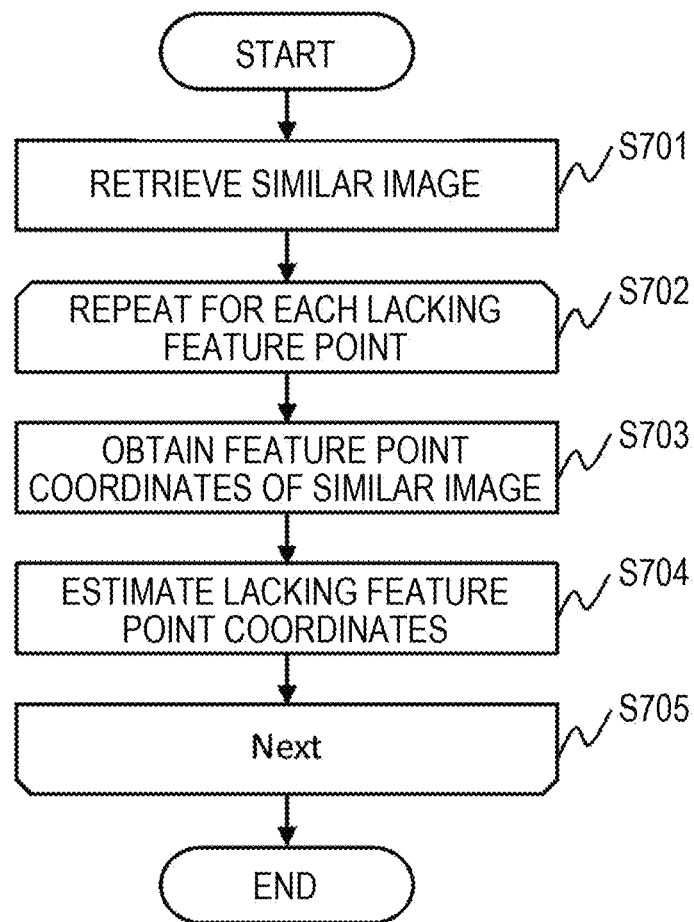 START
RETRIEVE SIMILAR IMAGE
S701
REPEAT FOR EACH LACKING
FEATURE POINT
S702
OBTAIN FEATURE POINT
COORDINATES OF SIMILAR IMAGE
S703
ESTIMATE LACKING FEATURE
POINT COORDINATES
S704
Next
S705
END